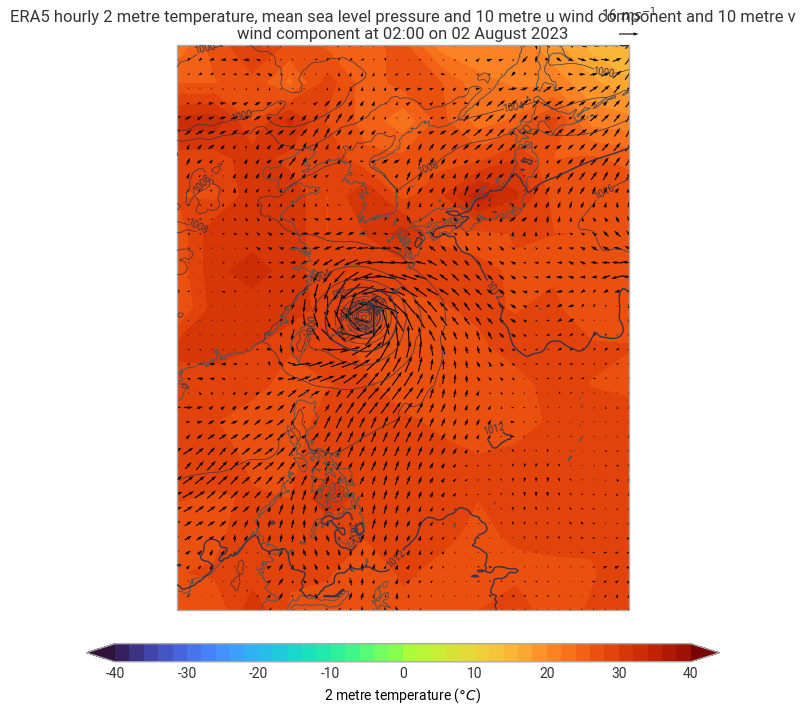 ERA5 hourly 2 metre temperature, mean sea level pressure and 10 metre u wind component and 10 metre v
16 ms⁻¹
wind component at 02:00 on 02 August 2023
1000
1000
1004
1000
1008
1008
1016
1008
1012
1012
1012
-40 -30 -20 -10 0 10 20 30 40
2 metre temperature (°C)